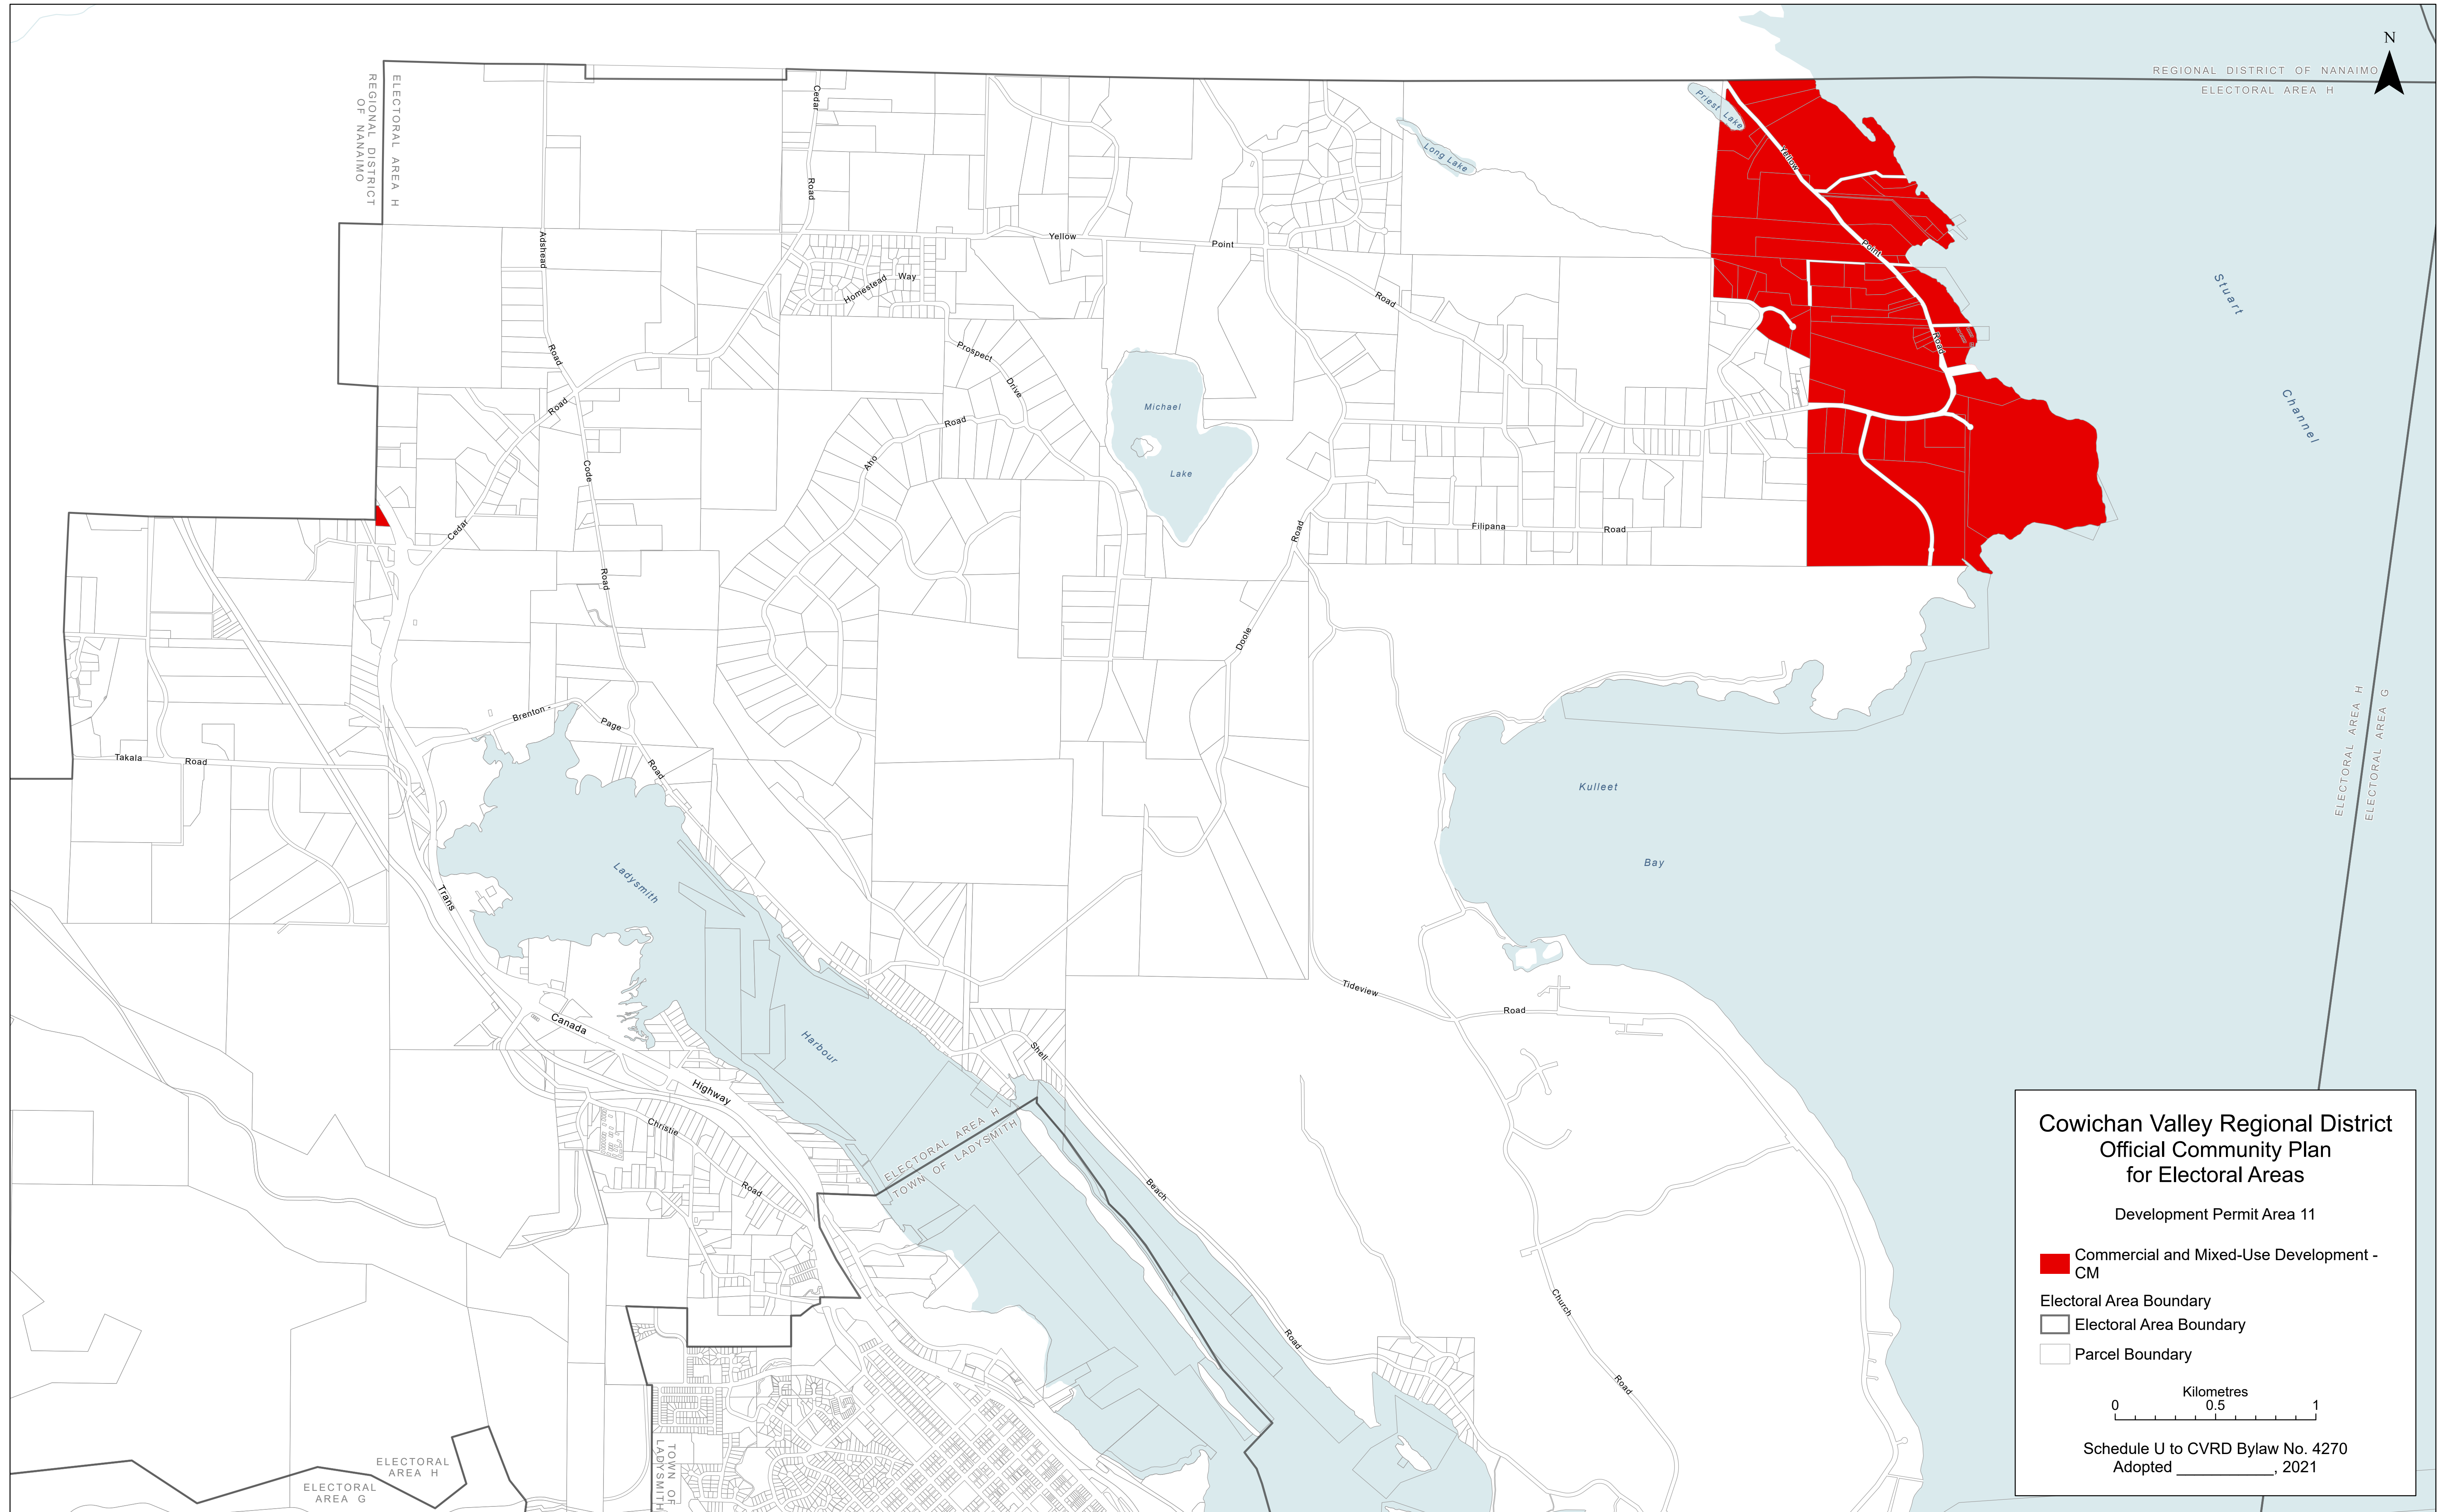 N
REGIONAL DISTRICT OF NANAIMO
ELECTORAL AREA H
REGIONAL DISTRICT
OF NANAIMO
ELECTORAL AREA H
Priest Lake
Long Lake
Cedar
Road
Yellow
Point
Road
Adshead
Road
Homestead Way
Yellow
Point
Road
Stuart
Channel
Prospect
Drive
Aho
Road
Michael
Lake
Cedar
Road
Code
Road
Filipana
Road
Doole
Road
Brenton -
Page
Road
Takala
Road
Kulleet
Bay
ELECTORAL AREA H
ELECTORAL AREA G
Ladysmith
Harbour
Trans
Canada
Highway
Tideview
Road
Shell
Beach
Road
Christie
Road
ELECTORAL AREA H
TOWN OF LADYSMITH
Church
Road
TOWN OF
LADYSMITH
ELECTORAL
AREA H
ELECTORAL
AREA G
Cowichan Valley Regional District
Official Community Plan
for Electoral Areas
Development Permit Area 11
Commercial and Mixed-Use Development -
CM
Electoral Area Boundary
Electoral Area Boundary
Parcel Boundary
Kilometres
0 0.5 1
Schedule U to CVRD Bylaw No. 4270
Adopted ___________, 2021